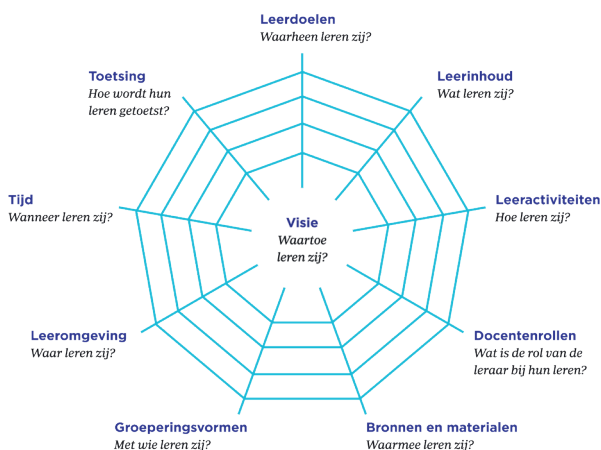 Leerdoelen
Waarheen leren zij?
Leerinhoud
Wat leren zij?
Leeractiviteiten
Hoe leren zij?
Docentenrollen
Wat is de rol van de
leraar bij hun leren?
Bronnen en materialen
Waarmee leren zij?
Groeperingsvormen
Met wie leren zij?
Leeromgeving
Waar leren zij?
Tijd
Wanneer leren zij?
Toetsing
Hoe wordt hun
leren getoetst?
Visie
Waartoe
leren zij?